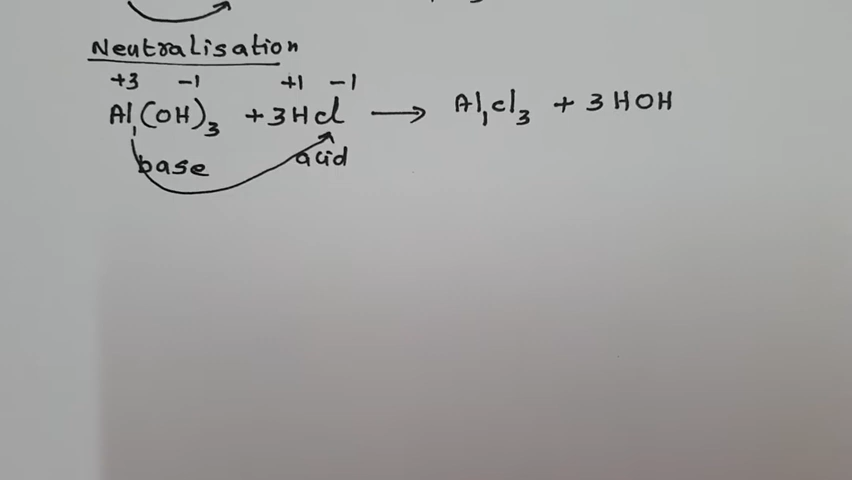 Neutralisation
+3 -1 +1 -1
Al₁(OH)₃ + 3Hcl → Al₁cl₃ + 3HOH
base acid